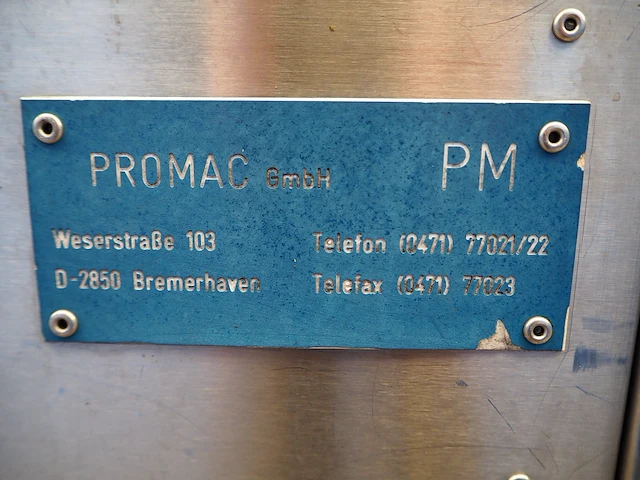 PROMAC GmbH PM
Weserstraße 103 Telefon (0471) 77021/22
D-2850 Bremerhaven Telefax (0471) 77023